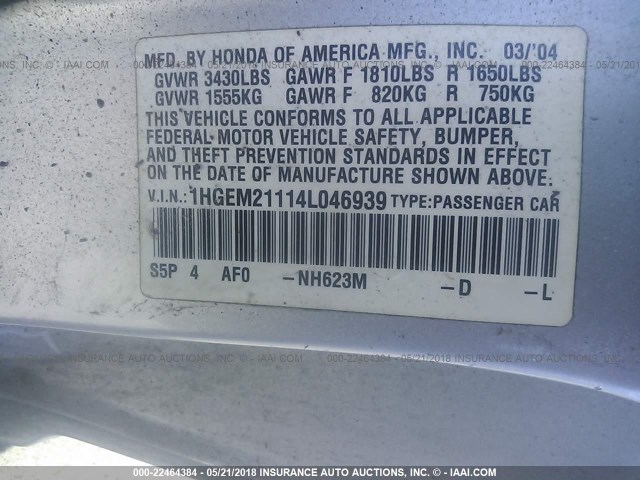 MFD. BY HONDA OF AMERICA MFG., INC. 03/'04
GVWR 3430LBS GAWR F 1810LBS R 1650LBS
GVWR 1555KG GAWR F 820KG R 750KG
THIS VEHICLE CONFORMS TO ALL APPLICABLE
FEDERAL MOTOR VEHICLE SAFETY, BUMPER,
AND THEFT PREVENTION STANDARDS IN EFFECT
ON THE DATE OF MANUFACTURE SHOWN ABOVE.
V.I.N.: 1HGEM21114L046939 TYPE:PASSENGER CAR
S5P 4 AF0 -NH623M -D -L
000-22464384 - 05/21/2018 INSURANCE AUTO AUCTIONS, INC. - © - IAAI.COM